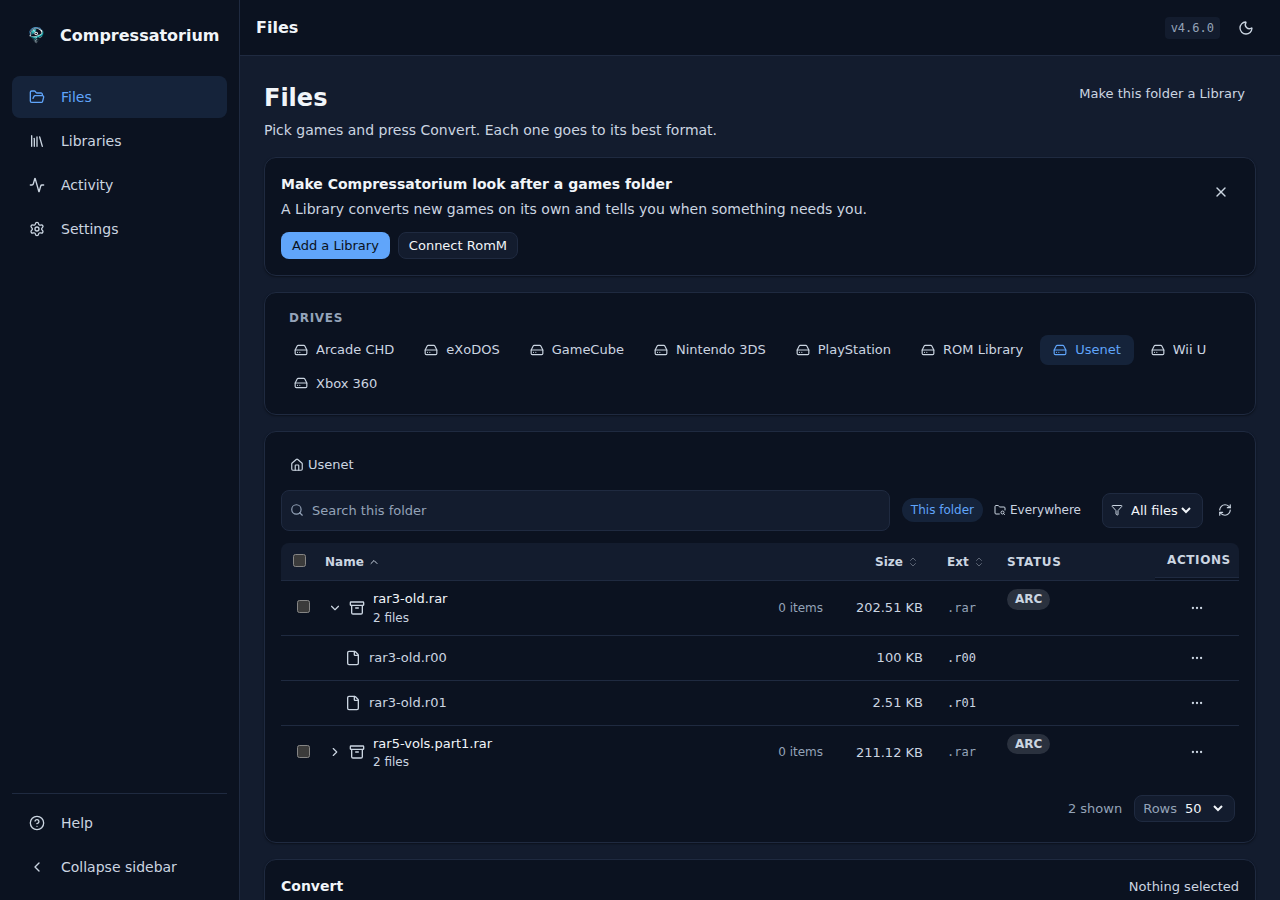 Compressatorium
Files
v4.6.0
Files
Libraries
Activity
Settings
Help
Collapse sidebar
Files
Make this folder a Library
Pick games and press Convert. Each one goes to its best format.
Make Compressatorium look after a games folder
A Library converts new games on its own and tells you when something needs you.
Add a Library
Connect RomM
DRIVES
Arcade CHD
eXoDOS
GameCube
Nintendo 3DS
PlayStation
ROM Library
Usenet
Wii U
Xbox 360
Usenet
Search this folder
This folder
Everywhere
All files
Name
Size
Ext
STATUS
ACTIONS
rar3-old.rar
2 files
0 items
202.51 KB
.rar
ARC
rar3-old.r00
100 KB
.r00
rar3-old.r01
2.51 KB
.r01
rar5-vols.part1.rar
2 files
0 items
211.12 KB
.rar
ARC
2 shown
Rows 50
Convert
Nothing selected